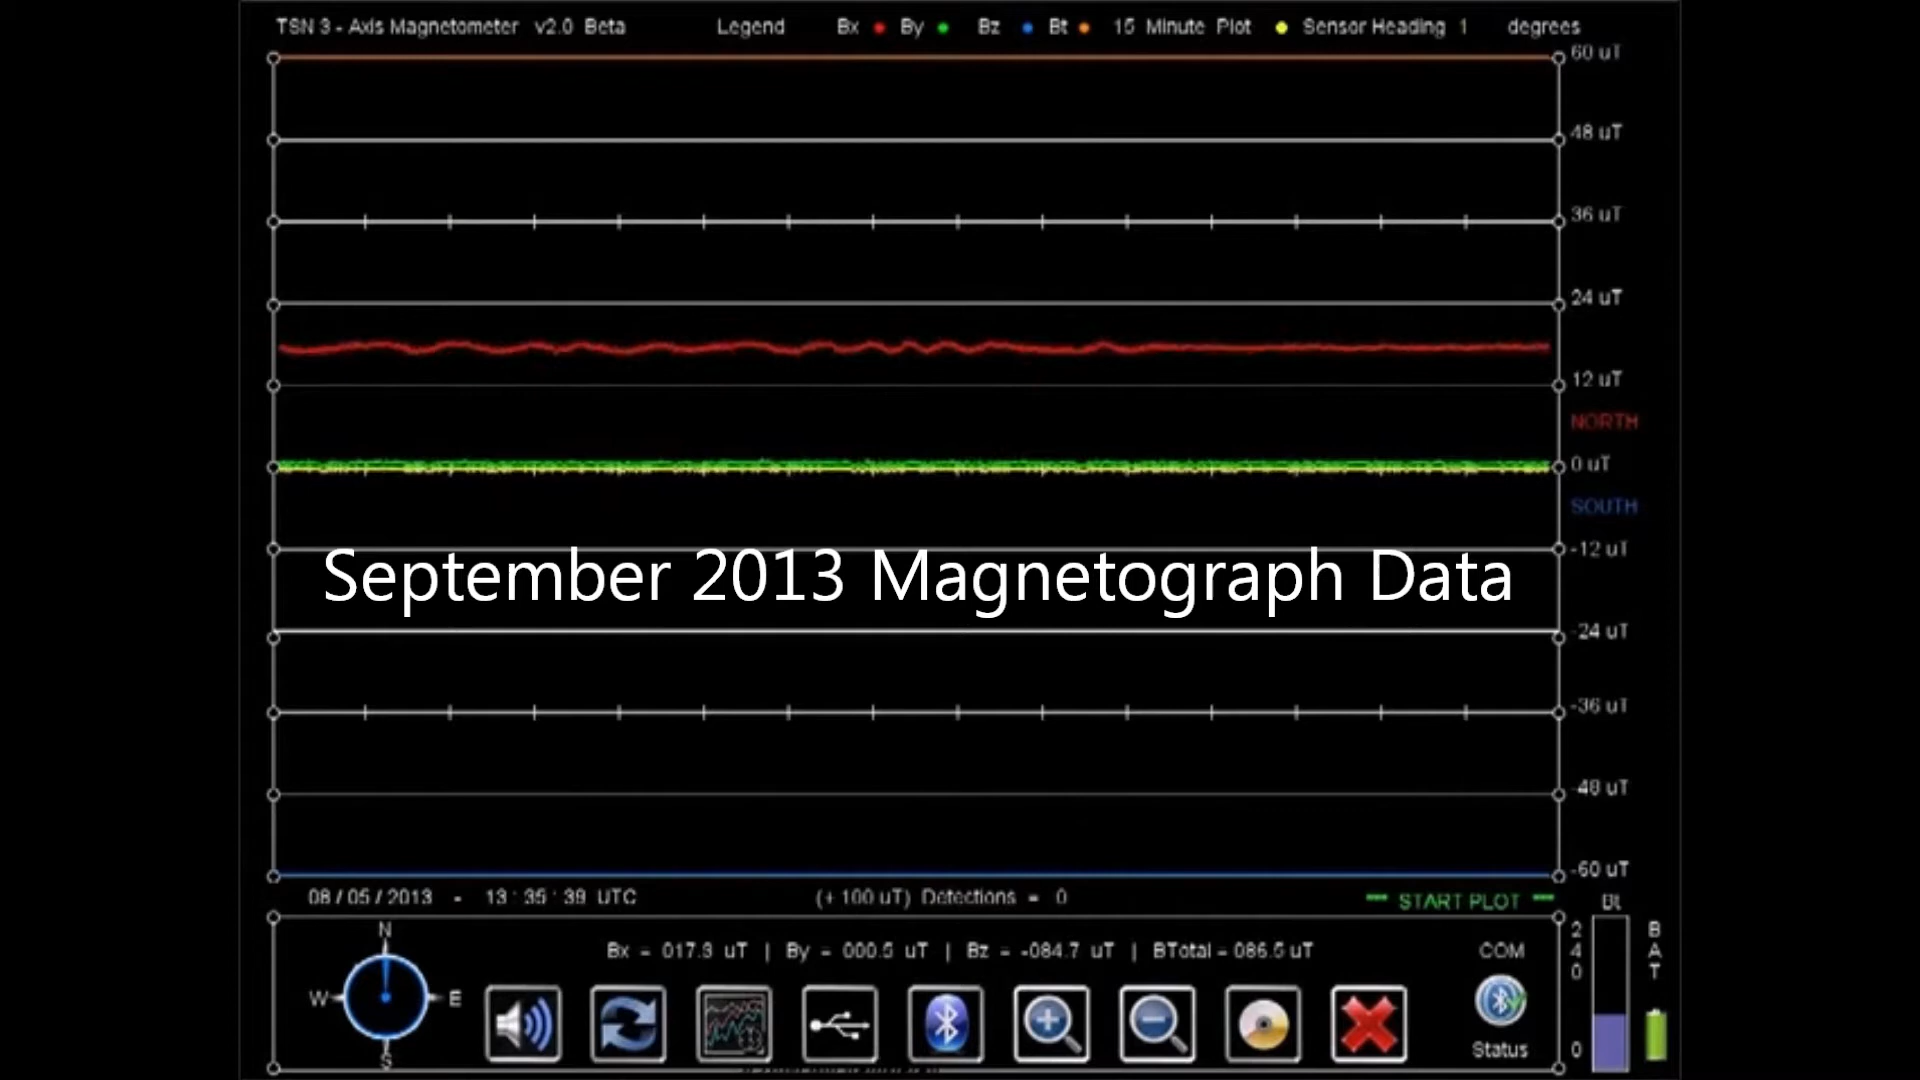 TSN 3 - Axis Magnetometer v2.0 Beta Legend Bx By Bz Bt 15 Minute Plot Sensor Heading 1 degrees
60 uT
48 uT
36 uT
24 uT
12 uT
NORTH
0 uT
SOUTH
-12 uT
September 2013 Magnetograph Data
-24 uT
-36 uT
-48 uT
-60 uT
08 / 05 / 2013 - 13 : 35 : 39 UTC (+ 100 uT) Detections = 0 --- START PLOT --- Bt
Bx = 017.3 uT | By = 000.5 uT | Bz = -084.7 uT | BTotal = 086.5 uT
COM
Status
N
W E
S
240
0
BAT